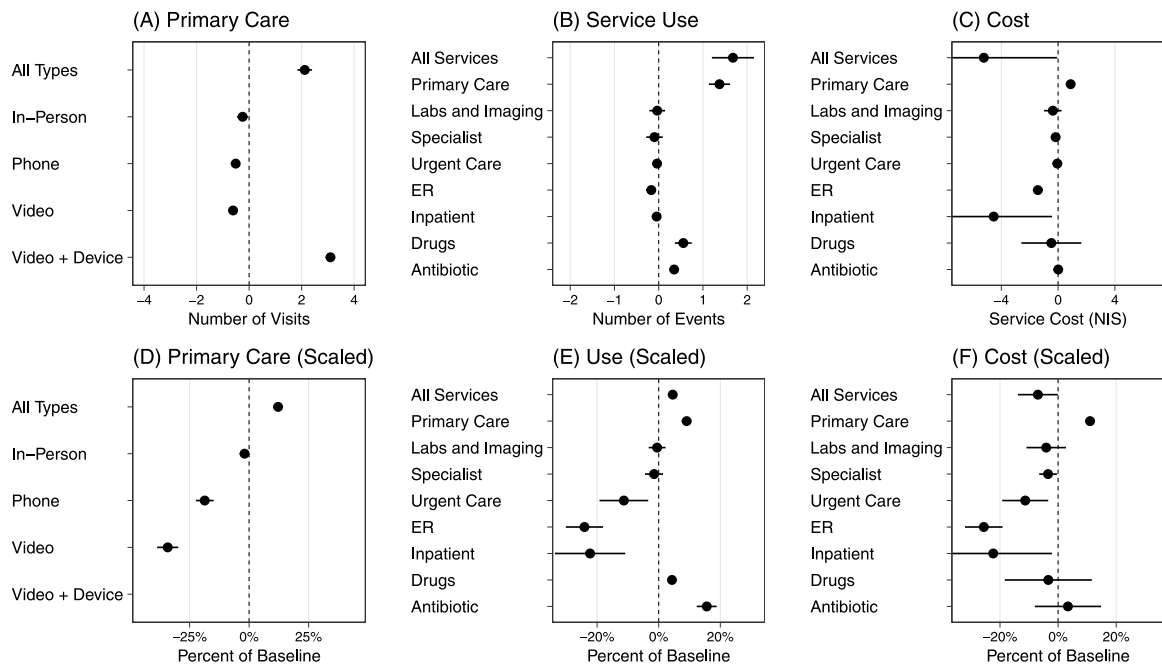 (A) Primary Care
All Types
In−Person
Phone
Video
Video + Device
−4 −2 0 2 4
Number of Visits
(B) Service Use
All Services
Primary Care
Labs and Imaging
Specialist
Urgent Care
ER
Inpatient
Drugs
Antibiotic
−2 −1 0 1 2
Number of Events
(C) Cost
All Services
Primary Care
Labs and Imaging
Specialist
Urgent Care
ER
Inpatient
Drugs
Antibiotic
−4 0 4
Service Cost (NIS)
(D) Primary Care (Scaled)
All Types
In−Person
Phone
Video
Video + Device
−25% 0% 25%
Percent of Baseline
(E) Use (Scaled)
All Services
Primary Care
Labs and Imaging
Specialist
Urgent Care
ER
Inpatient
Drugs
Antibiotic
−20% 0% 20%
Percent of Baseline
(F) Cost (Scaled)
All Services
Primary Care
Labs and Imaging
Specialist
Urgent Care
ER
Inpatient
Drugs
Antibiotic
−20% 0% 20%
Percent of Baseline